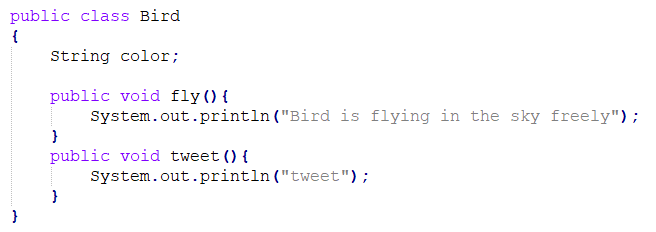 public class Bird
{
    String color;

    public void fly(){
        System.out.println("Bird is flying in the sky freely");
    }
    public void tweet(){
        System.out.println("tweet");
    }
}